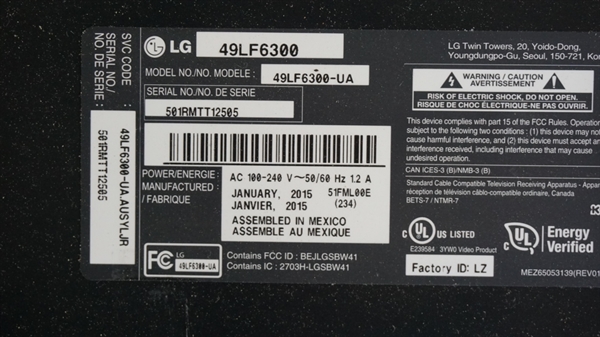 SVC CODE : 49LF6300-UA.AUSYLJR
SERIAL NO/
NO. DE SERIE : 501RMTT12505
LG 49LF6300
MODEL NO./NO. MODELE : 49LF6300-UA
SERIAL NO./NO. DE SERIE
501RMTT12505
POWER/ENERGIE : AC 100-240 V~50/60 Hz 1.2 A
MANUFACTURED JANUARY, 2015 51FML00E
/ FABRIQUE JANVIER, 2015 (234)
ASSEMBLED IN MEXICO
ASSEMBLE AU MEXIQUE
FC LG
49LF6300-UA
Contains FCC ID : BEJLGSBW41
Contains IC : 2703H-LGSBW41
LG Twin Towers, 20, Yoido-Dong,
Youngdungpo-Gu, Seoul, 150-721, Kor
WARNING / CAUTION
AVERTISSEMENT
RISK OF ELECTRIC SHOCK, DO NOT OPEN.
RISQUE DE CHOC ÉLECTRIQUE-NE PAS OUVRIR.
This device complies with part 15 of the FCC Rules. Operation
subject to the following two conditions : (1) this device may not
cause harmful interference, and (2) this device must accept an
interference received, including interference that may cause u
operation.
CAN ICES-3 (B)/NMB-3 (B)
Standard Cable Compatible Television Receiving Apparatus - Appare
réception télévision-câblo-compatible ordinaire, Canada
BETS-7 / NTMR-7
UL US LISTED
E239584 3YW0 Video Product
UL Energy
Verified
Factory ID: LZ
MEZ65053139(REV01